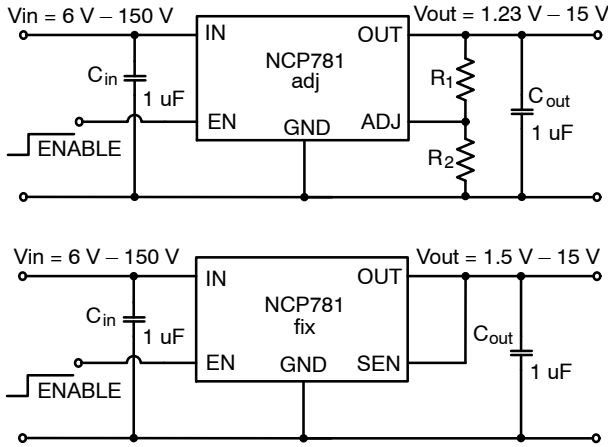 Vin = 6 V – 150 V
Vout = 1.23 V – 15 V
IN
OUT
NCP781
adj
Cin
1 uF
R1
Cout
1 uF
EN
GND
ADJ
ENABLE
R2
Vin = 6 V – 150 V
Vout = 1.5 V – 15 V
IN
OUT
NCP781
fix
Cin
1 uF
Cout
1 uF
EN
GND
SEN
ENABLE